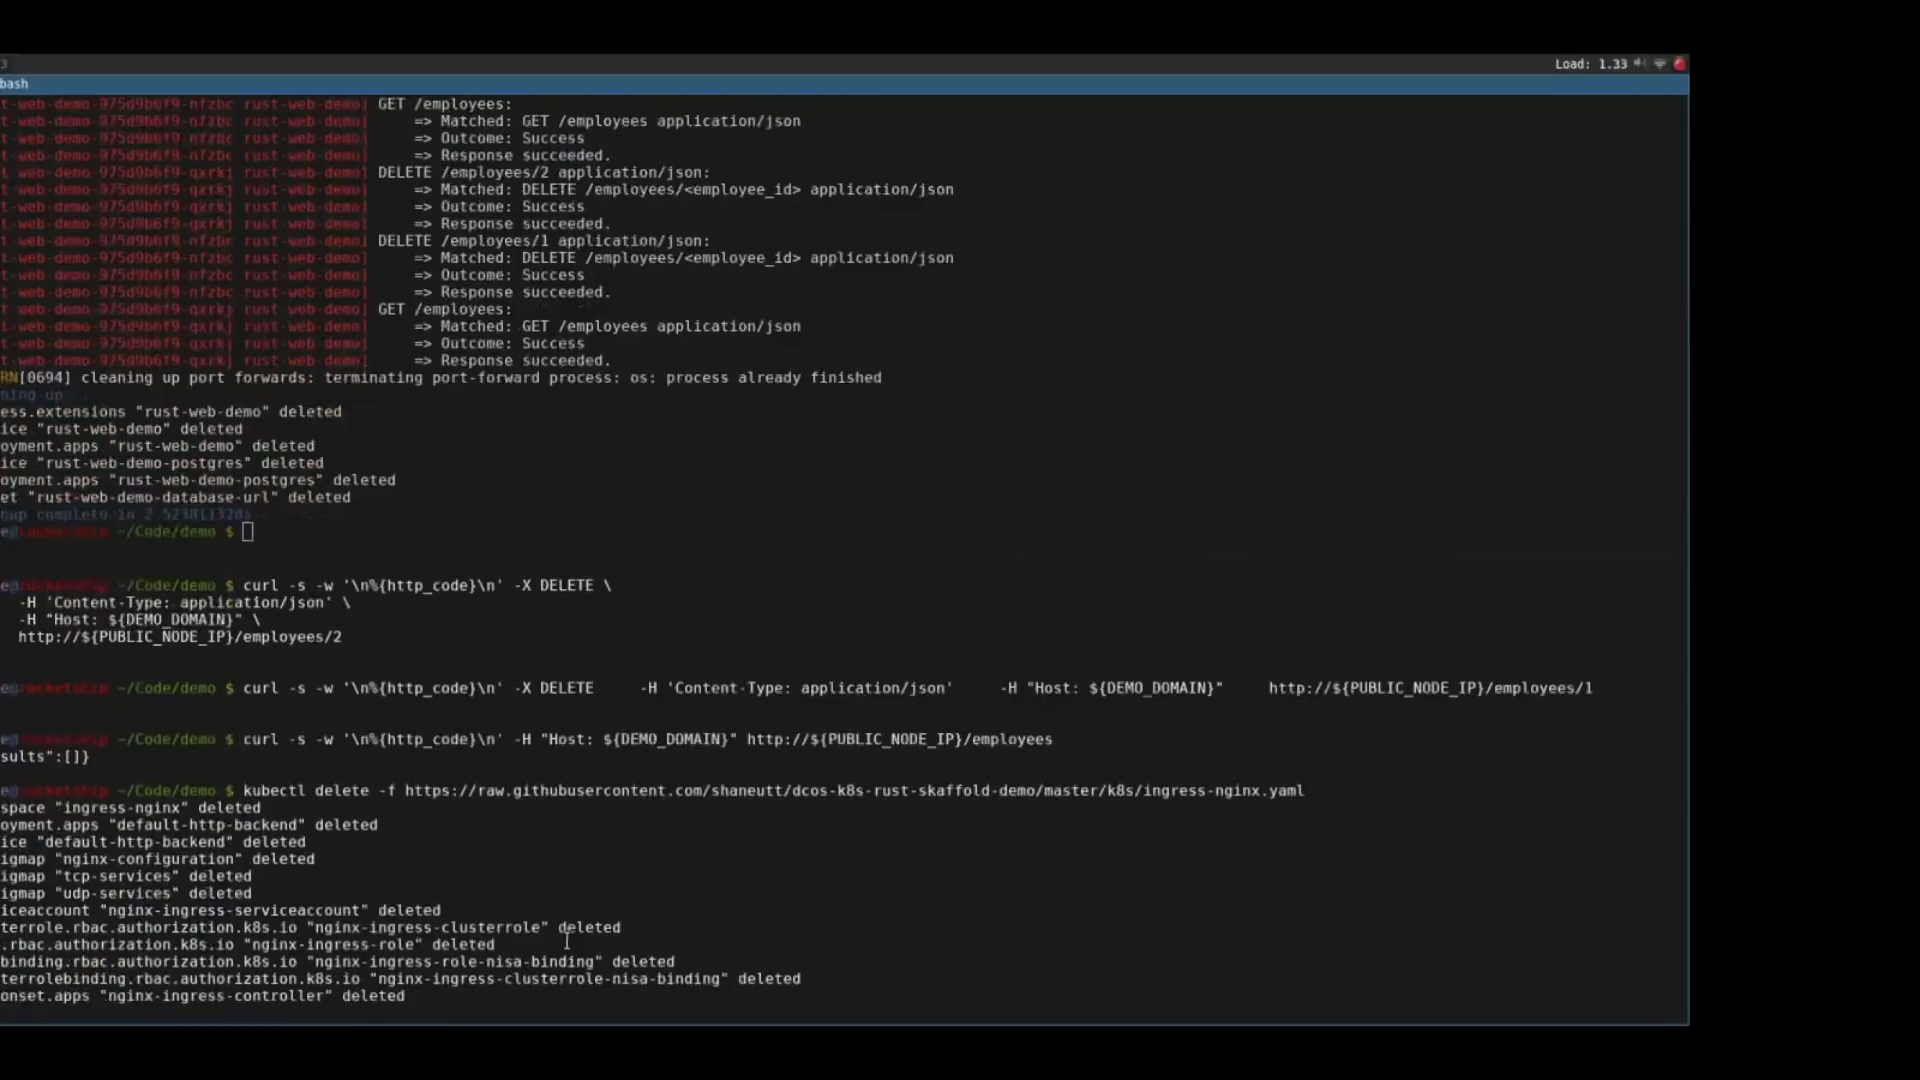 3
Load: 1.33
bash
t-web-demo-975d9b6f9-nfzbc rust-web-demo] GET /employees:
t-web-demo-975d9b6f9-nfzbc rust-web-demo] => Matched: GET /employees application/json
t-web-demo-975d9b6f9-nfzbc rust-web-demo] => Outcome: Success
t-web-demo-975d9b6f9-nfzbc rust-web-demo] => Response succeeded.
t-web-demo-975d9b6f9-qxrkj rust-web-demo] DELETE /employees/2 application/json:
t-web-demo-975d9b6f9-qxrkj rust-web-demo] => Matched: DELETE /employees/<employee_id> application/json
t-web-demo-975d9b6f9-qxrkj rust-web-demo] => Outcome: Success
t-web-demo-975d9b6f9-qxrkj rust-web-demo] => Response succeeded.
t-web-demo-975d9b6f9-nfzbc rust-web-demo] DELETE /employees/1 application/json:
t-web-demo-975d9b6f9-nfzbc rust-web-demo] => Matched: DELETE /employees/<employee_id> application/json
t-web-demo-975d9b6f9-nfzbc rust-web-demo] => Outcome: Success
t-web-demo-975d9b6f9-nfzbc rust-web-demo] => Response succeeded.
t-web-demo-975d9b6f9-qxrkj rust-web-demo] GET /employees:
t-web-demo-975d9b6f9-qxrkj rust-web-demo] => Matched: GET /employees application/json
t-web-demo-975d9b6f9-qxrkj rust-web-demo] => Outcome: Success
t-web-demo-975d9b6f9-qxrkj rust-web-demo] => Response succeeded.
RN[0694] cleaning up port forwards: terminating port-forward process: os: process already finished
ning up...
ess.extensions "rust-web-demo" deleted
ice "rust-web-demo" deleted
oyment.apps "rust-web-demo" deleted
ice "rust-web-demo-postgres" deleted
oyment.apps "rust-web-demo-postgres" deleted
et "rust-web-demo-database-url" deleted
nup complete in 2.523811328s
e@rocketship ~/Code/demo $
e@rocketship ~/Code/demo $ curl -s -w '\n%{http_code}\n' -X DELETE \
-H 'Content-Type: application/json' \
-H "Host: ${DEMO_DOMAIN}" \
http://${PUBLIC_NODE_IP}/employees/2
e@rocketship ~/Code/demo $ curl -s -w '\n%{http_code}\n' -X DELETE -H 'Content-Type: application/json' -H "Host: ${DEMO_DOMAIN}" http://${PUBLIC_NODE_IP}/employees/1
e@rocketship ~/Code/demo $ curl -s -w '\n%{http_code}\n' -H "Host: ${DEMO_DOMAIN}" http://${PUBLIC_NODE_IP}/employees
sults":[]}
e@rocketship ~/Code/demo $ kubectl delete -f https://raw.githubusercontent.com/shaneutt/dcos-k8s-rust-skaffold-demo/master/k8s/ingress-nginx.yaml
space "ingress-nginx" deleted
oyment.apps "default-http-backend" deleted
ice "default-http-backend" deleted
igmap "nginx-configuration" deleted
igmap "tcp-services" deleted
igmap "udp-services" deleted
iceaccount "nginx-ingress-serviceaccount" deleted
terrole.rbac.authorization.k8s.io "nginx-ingress-clusterrole" deleted
.rbac.authorization.k8s.io "nginx-ingress-role" deleted
binding.rbac.authorization.k8s.io "nginx-ingress-role-nisa-binding" deleted
terrolebinding.rbac.authorization.k8s.io "nginx-ingress-clusterrole-nisa-binding" deleted
onset.apps "nginx-ingress-controller" deleted